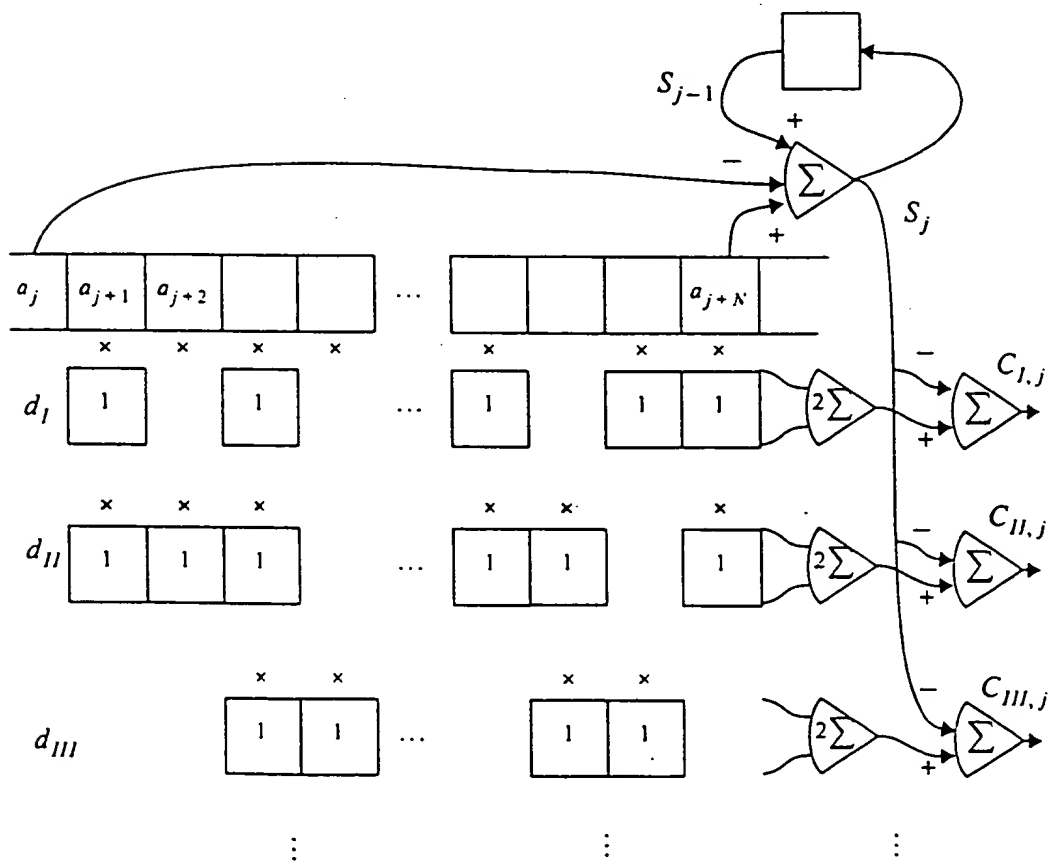 S_{j-1}
+
−
Σ
+
S_j
a_j a_{j+1} a_{j+2} ... a_{j+N}
× × × × × × ×
− C_{I,j}
d_I 1 1 ... 1 1 1 2Σ Σ
+
× × × × × ×
− C_{II,j}
d_{II} 1 1 1 ... 1 1 1 2Σ Σ
+
× × × ×
− C_{III,j}
d_{III} 1 1 ... 1 1 2Σ Σ
+
⋮ ⋮ ⋮